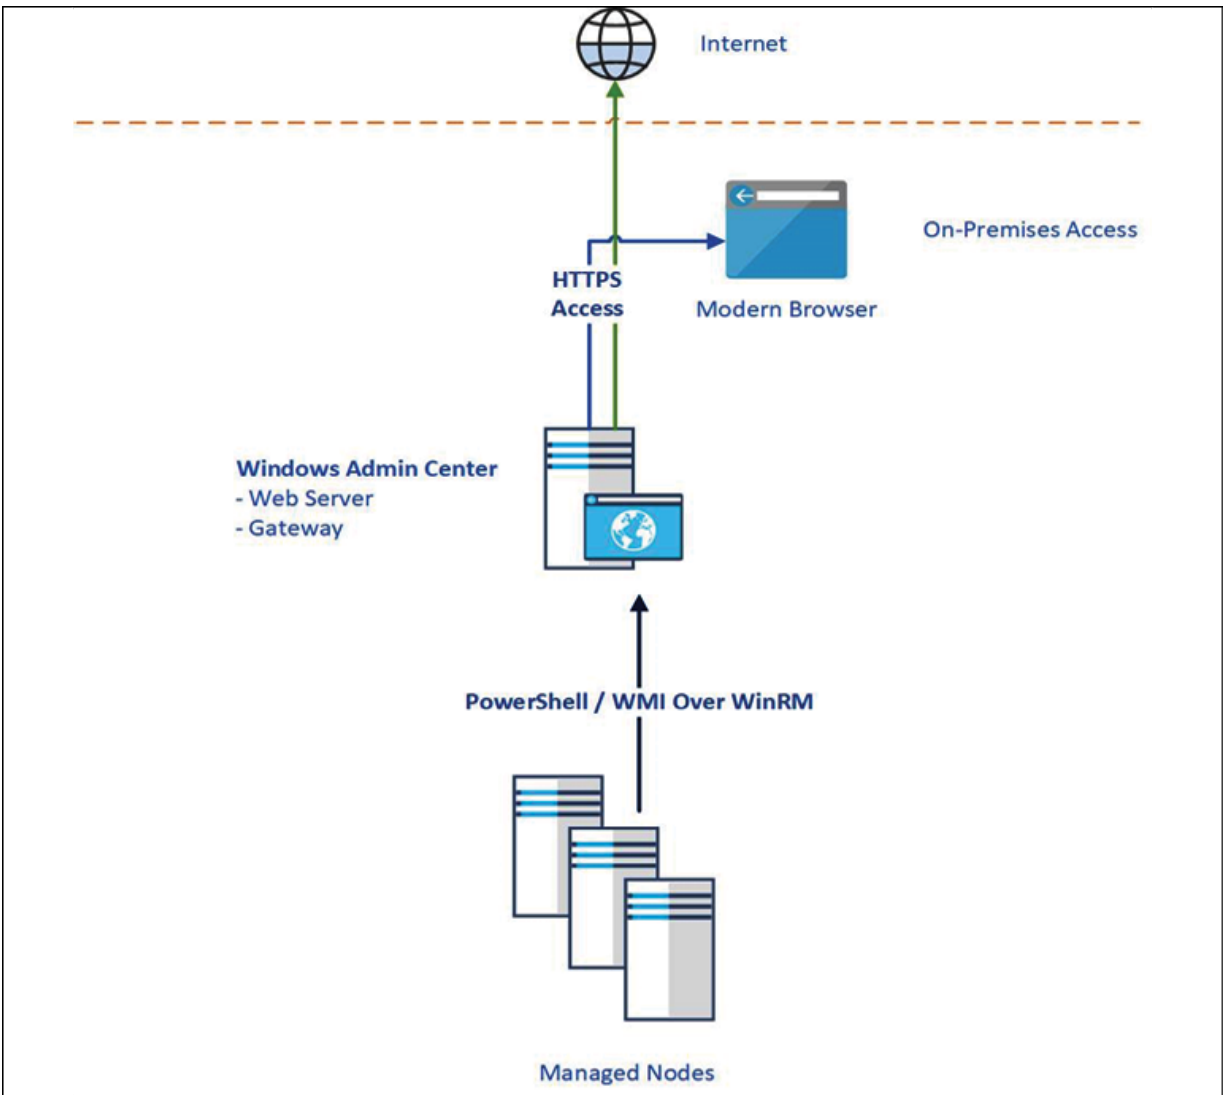 Internet
On-Premises Access
HTTPS
Access
Modern Browser
Windows Admin Center
- Web Server
- Gateway
PowerShell / WMI Over WinRM
Managed Nodes